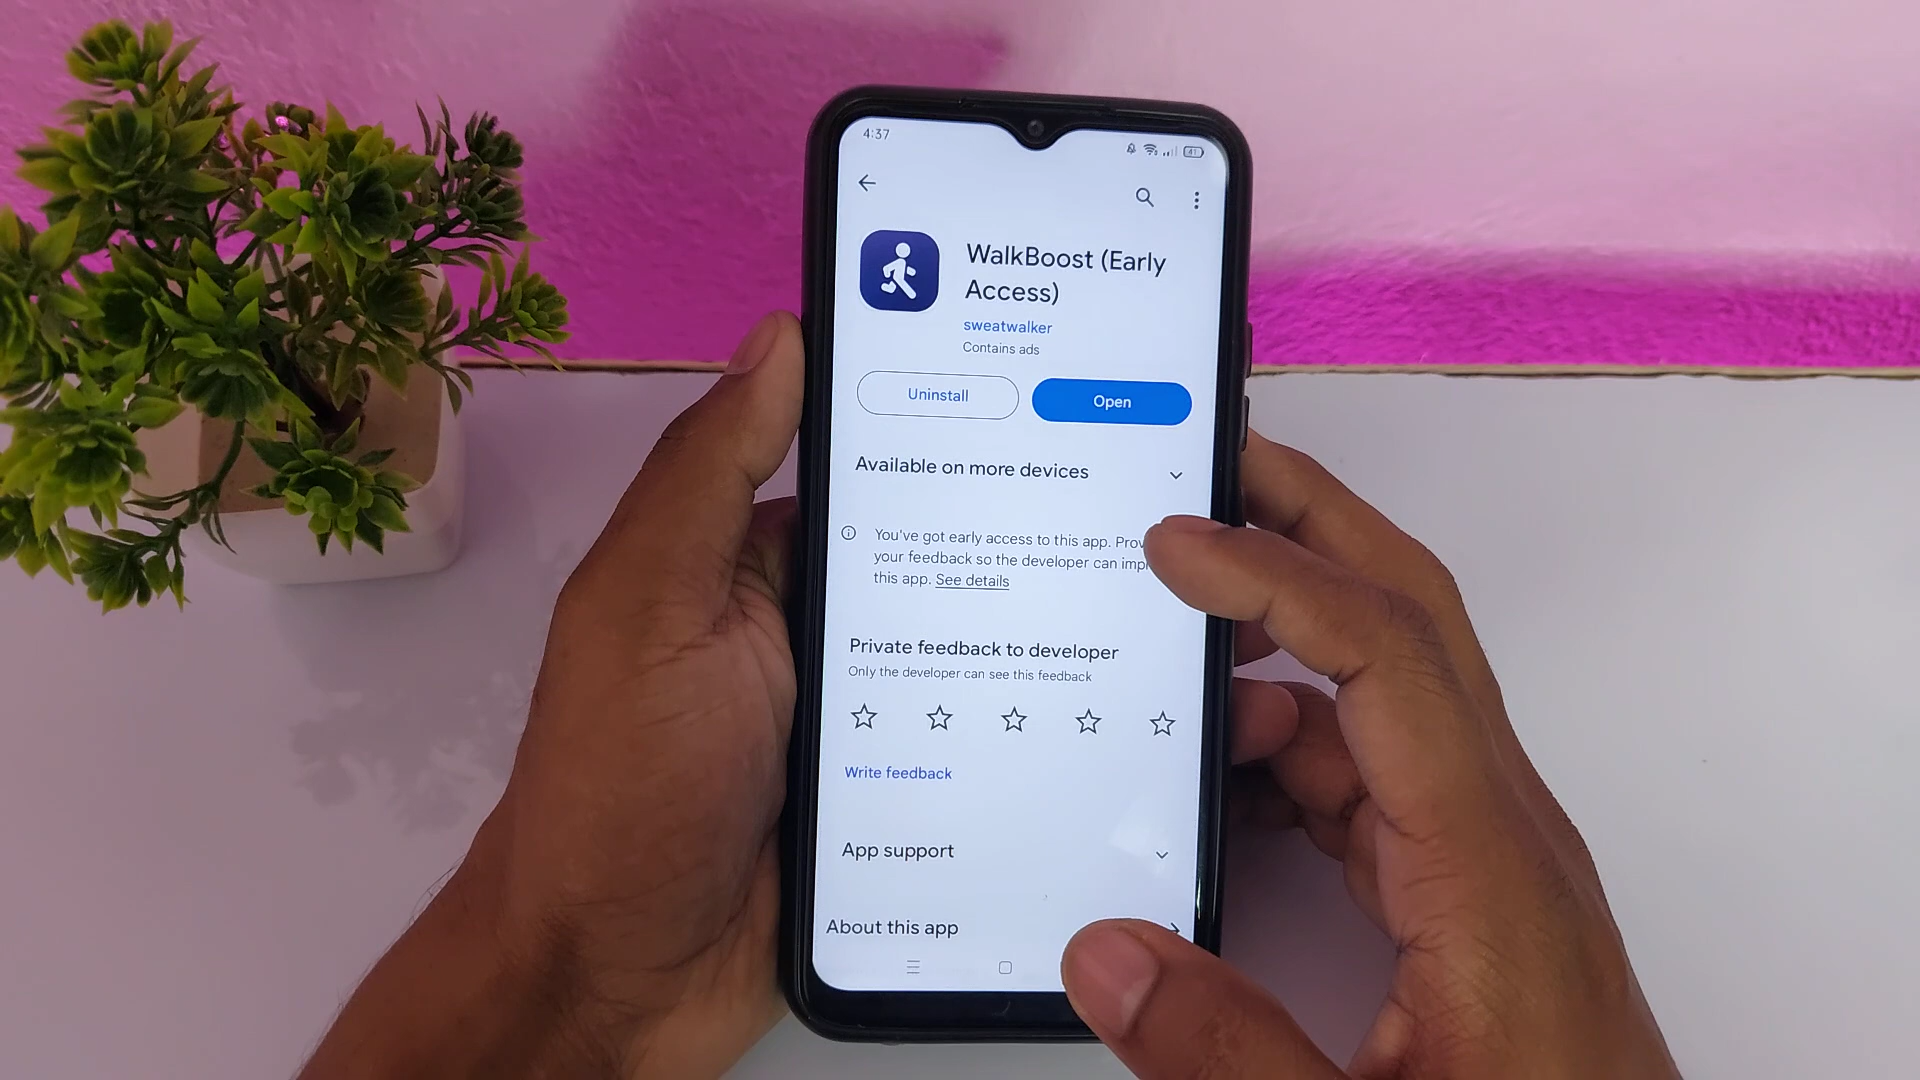 4:37
41
WalkBoost (Early
Access)
sweatwalker
Contains ads
Uninstall
Open
Available on more devices
You've got early access to this app.
your feedback so the developer can
this app. See details
Private feedback to developer
Only the developer can see this feedback
Write feedback
App support
About this app